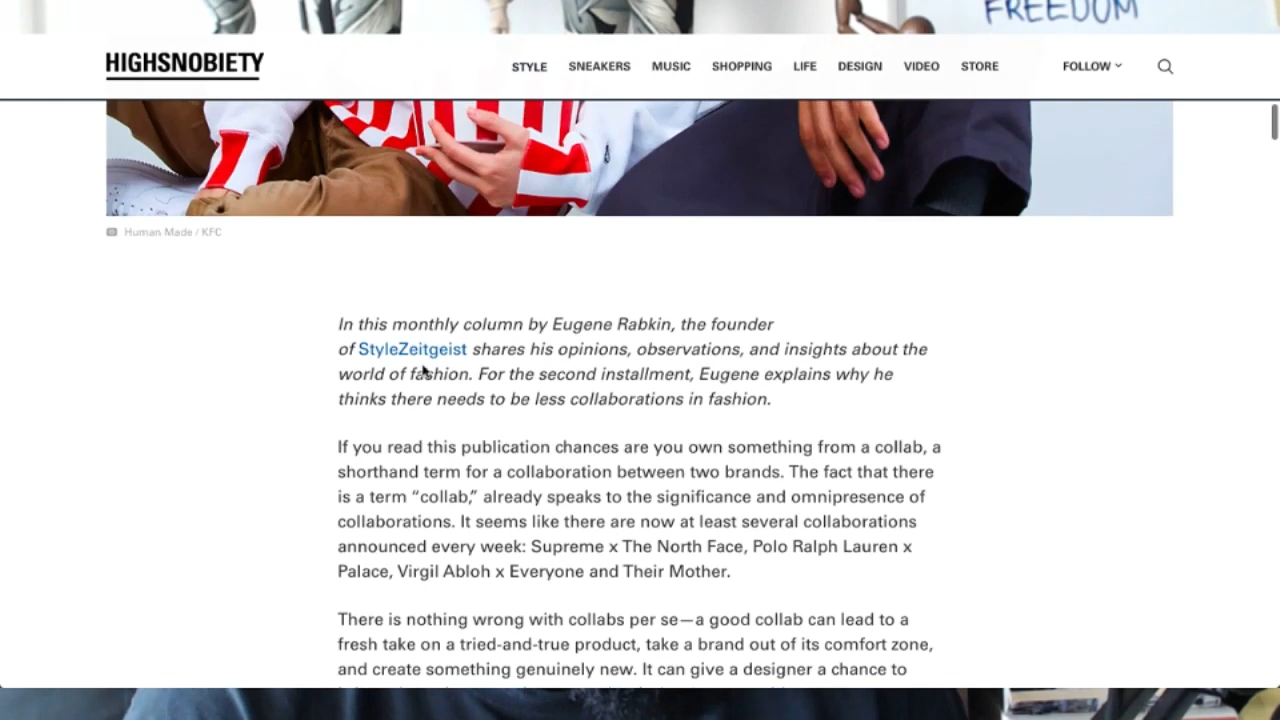 FREEDOM
HIGHSNOBIETY
STYLE SNEAKERS MUSIC SHOPPING LIFE DESIGN VIDEO STORE FOLLOW
Human Made / KFC
In this monthly column by Eugene Rabkin, the founder
of StyleZeitgeist shares his opinions, observations, and insights about the
world of fashion. For the second installment, Eugene explains why he
thinks there needs to be less collaborations in fashion.
If you read this publication chances are you own something from a collab, a
shorthand term for a collaboration between two brands. The fact that there
is a term “collab,” already speaks to the significance and omnipresence of
collaborations. It seems like there are now at least several collaborations
announced every week: Supreme x The North Face, Polo Ralph Lauren x
Palace, Virgil Abloh x Everyone and Their Mother.
There is nothing wrong with collabs per se—a good collab can lead to a
fresh take on a tried-and-true product, take a brand out of its comfort zone,
and create something genuinely new. It can give a designer a chance to